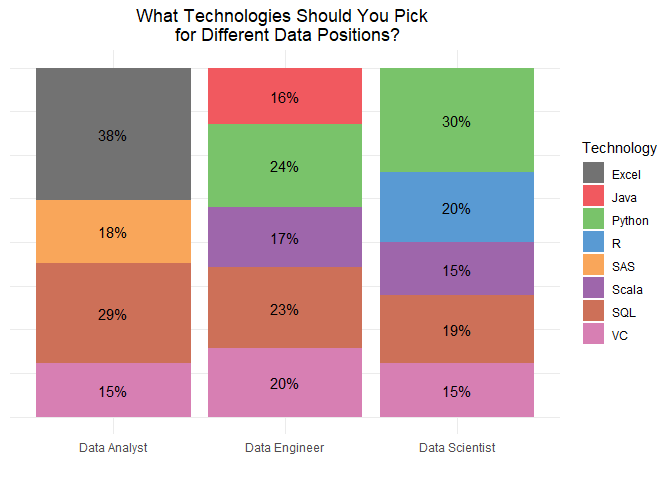 What Technologies Should You Pick
for Different Data Positions?
38%
18%
29%
15%
16%
24%
17%
23%
20%
30%
20%
15%
19%
15%
Data Analyst
Data Engineer
Data Scientist
Technology
Excel
Java
Python
R
SAS
Scala
SQL
VC